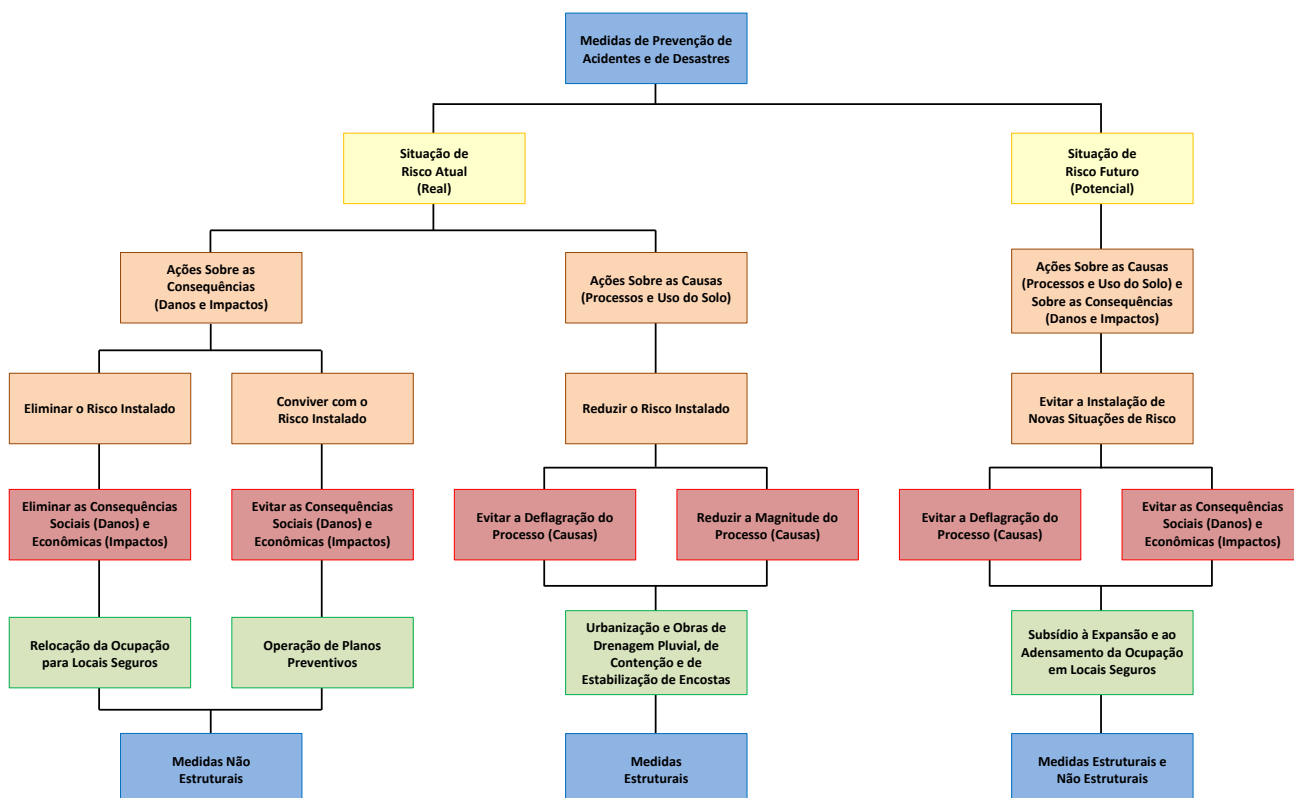 Medidas de Prevenção de
Acidentes e de Desastres
Situação de
Risco Atual
(Real)
Situação de
Risco Futuro
(Potencial)
Ações Sobre as
Consequências
(Danos e Impactos)
Ações Sobre as Causas
(Processos e Uso do Solo)
Ações Sobre as Causas
(Processos e Uso do Solo) e
Sobre as Consequências
(Danos e Impactos)
Eliminar o Risco Instalado
Conviver com o
Risco Instalado
Reduzir o Risco Instalado
Evitar a Instalação de
Novas Situações de Risco
Eliminar as Consequências
Sociais (Danos) e
Econômicas (Impactos)
Evitar as Consequências
Sociais (Danos) e
Econômicas (Impactos)
Evitar a Deflagração do
Processo (Causas)
Reduzir a Magnitude do
Processo (Causas)
Evitar a Deflagração do
Processo (Causas)
Evitar as Consequências
Sociais (Danos) e
Econômicas (Impactos)
Relocação da Ocupação
para Locais Seguros
Operação de Planos
Preventivos
Urbanização e Obras de
Drenagem Pluvial, de
Contenção e de
Estabilização de Encostas
Subsídio à Expansão e ao
Adensamento da Ocupação
em Locais Seguros
Medidas Não
Estruturais
Medidas
Estruturais
Medidas Estruturais e
Não Estruturais